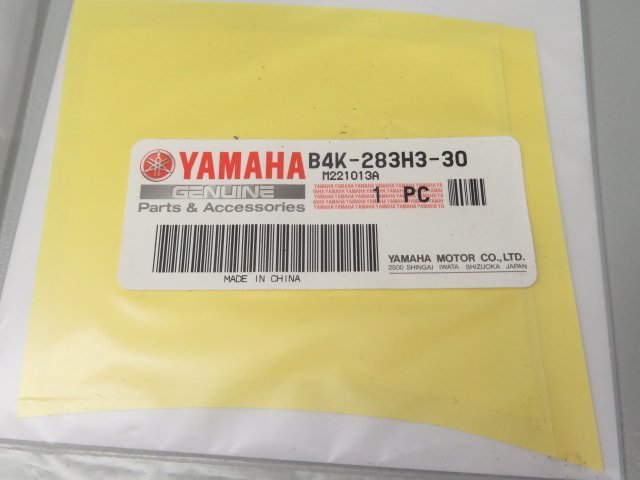 YAMAHA B4K-283H3-30
GENUINE M221013A
Parts & Accessories 1 PC
YAMAHA MOTOR CO., LTD.
2500 SHINGAI IWATA SHIZUOKA JAPAN
MADE IN CHINA